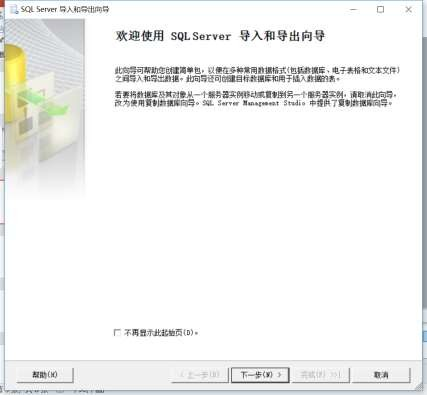 SQL Server 导入和导出向导
欢迎使用 SQL Server 导入和导出向导
此向导可帮助您创建简单包，以便在多种常用数据格式(包括数据库、电子表格和文本文件)
之间导入和导出数据。此向导还可创建目标数据库和用于插入数据的表。
若要将数据库及其对象从一个服务器实例移动或复制到另一个服务器实例，请取消此向导，
改为使用复制数据库向导。SQL Server Management Studio 中提供了复制数据库向导。
不再显示此起始页(D)。
帮助(H)
< 上一步(B)
下一步(N) >
完成(F) >>|
取消